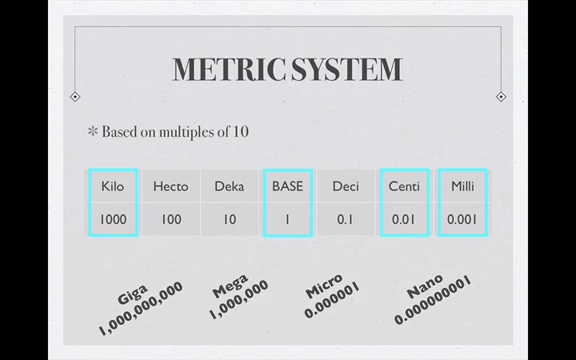 METRIC SYSTEM
✼ Based on multiples of 10
Kilo Hecto Deka BASE Deci Centi Milli
1000 100 10 1 0.1 0.01 0.001
Giga
1,000,000,000
Mega
1,000,000
Micro
0.000001
Nano
0.000000001